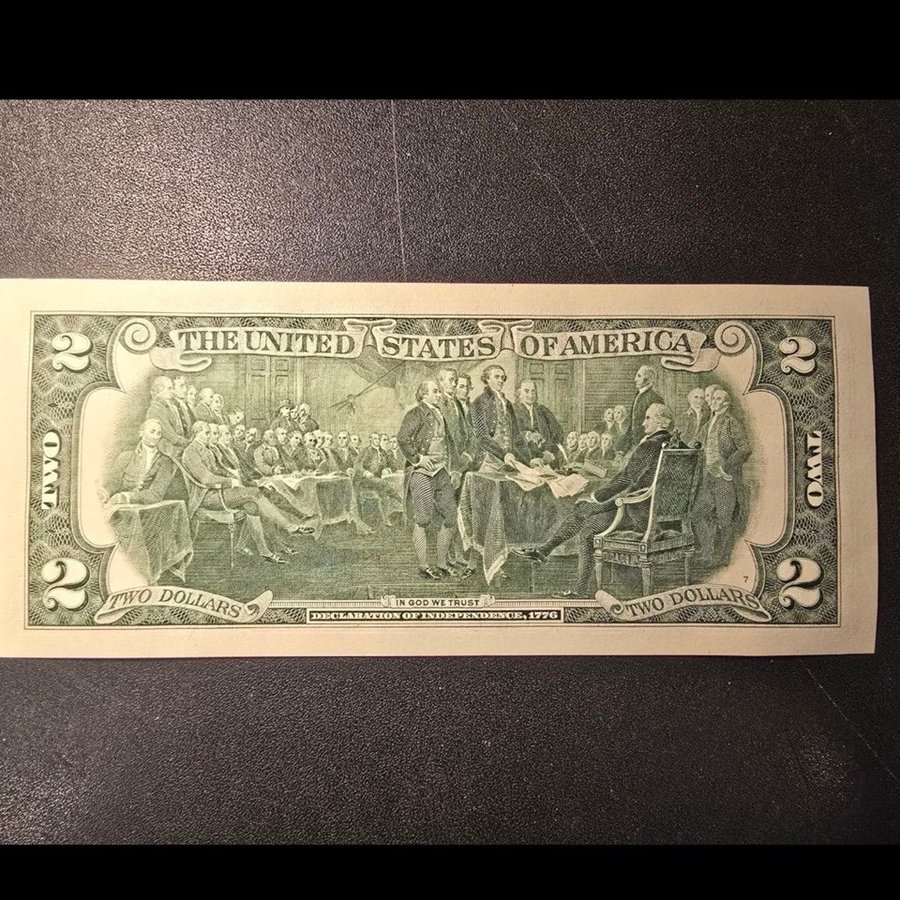 THE UNITED STATES OF AMERICA
2
2
TWO
TWO
2
2
TWO DOLLARS
IN GOD WE TRUST
TWO DOLLARS
7
DECLARATION OF INDEPENDENCE, 1776